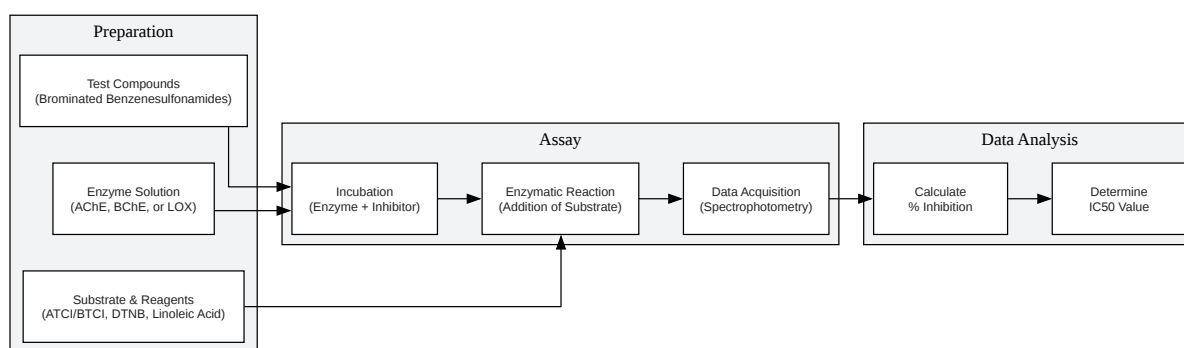 Preparation
Test Compounds
(Brominated Benzenesulfonamides)
Enzyme Solution
(AChE, BChE, or LOX)
Substrate & Reagents
(ATCI/BTCI, DTNB, Linoleic Acid)
Assay
Incubation
(Enzyme + Inhibitor)
Enzymatic Reaction
(Addition of Substrate)
Data Acquisition
(Spectrophotometry)
Data Analysis
Calculate
% Inhibition
Determine
IC50 Value